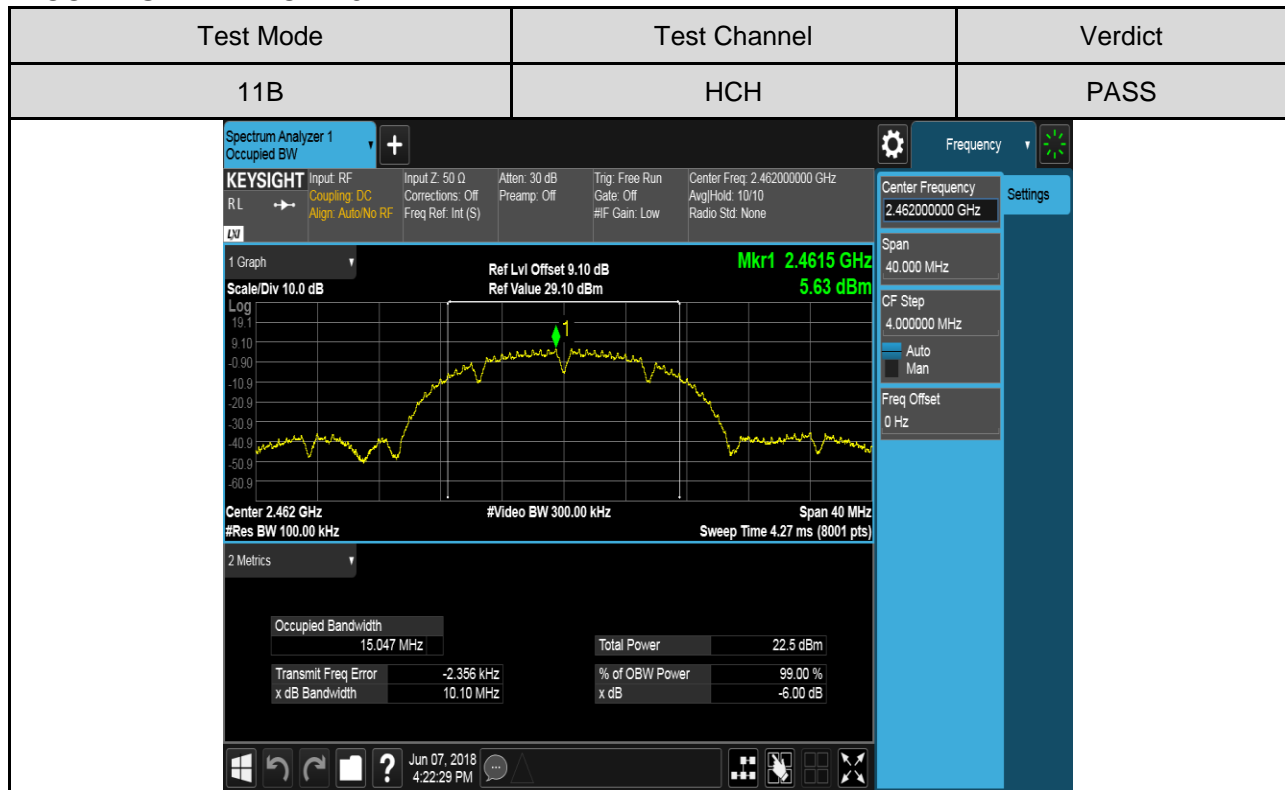 Test Mode Test Channel Verdict
11B HCH PASS
Spectrum Analyzer 1
Occupied BW
+
Frequency
KEYSIGHT Input: RF Input Z: 50 Ω Atten: 30 dB Trig: Free Run Center Freq: 2.462000000 GHz
RL Coupling: DC Corrections: Off Preamp: Off Gate: Off Avg|Hold: 10/10
Align: Auto/No RF Freq Ref: Int (S) #IF Gain: Low Radio Std: None
LXI
Center Frequency
2.462000000 GHz
Settings
Span
40.000 MHz
CF Step
4.000000 MHz
Auto
Man
Freq Offset
0 Hz
1 Graph
Ref Lvl Offset 9.10 dB
Mkr1 2.4615 GHz
Scale/Div 10.0 dB Ref Value 29.10 dBm 5.63 dBm
Log
19.1
9.10
-0.90
-10.9
-20.9
-30.9
-40.9
-50.9
-60.9
1
Center 2.462 GHz #Video BW 300.00 kHz Span 40 MHz
#Res BW 100.00 kHz Sweep Time 4.27 ms (8001 pts)
2 Metrics
Occupied Bandwidth
15.047 MHz Total Power 22.5 dBm
Transmit Freq Error -2.356 kHz % of OBW Power 99.00 %
x dB Bandwidth 10.10 MHz x dB -6.00 dB
? Jun 07, 2018
4:22:29 PM